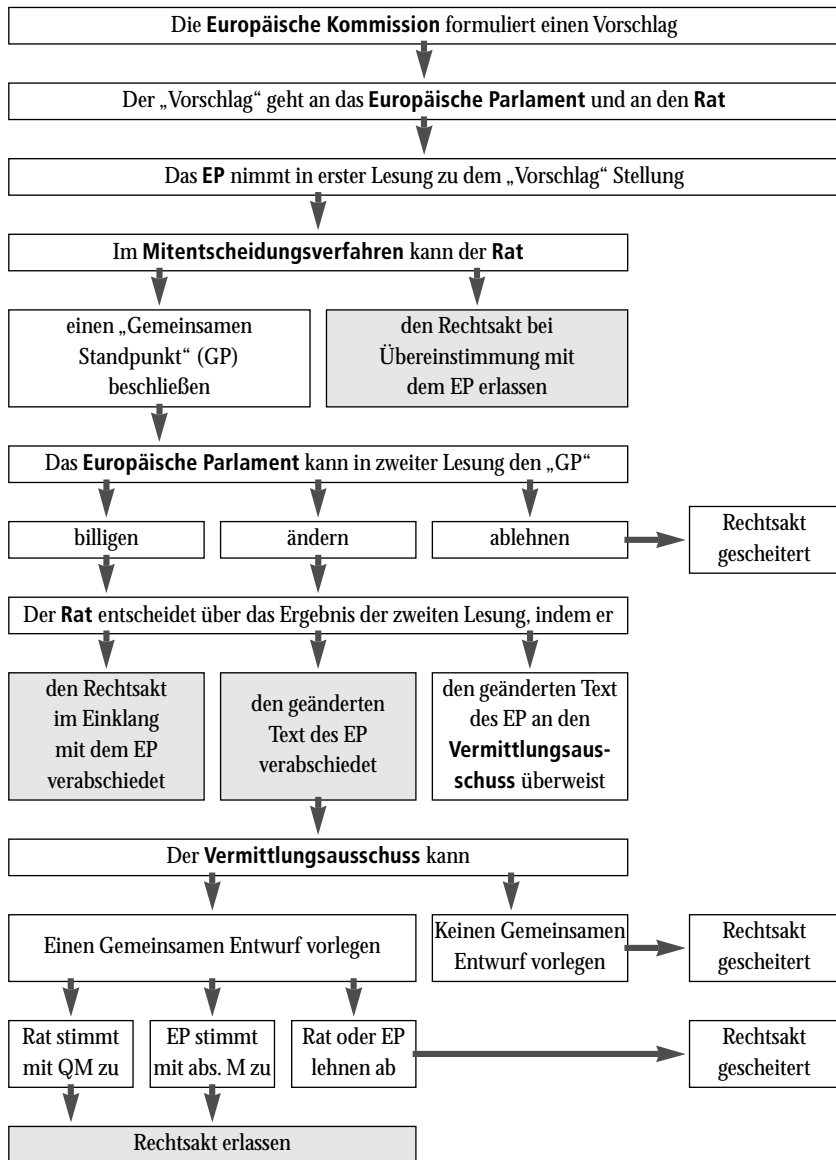 Die Europäische Kommission formuliert einen Vorschlag
Der „Vorschlag“ geht an das Europäische Parlament und an den Rat
Das EP nimmt in erster Lesung zu dem „Vorschlag“ Stellung
Im Mitentscheidungsverfahren kann der Rat
einen „Gemeinsamen
Standpunkt“ (GP)
beschließen
den Rechtsakt bei
Übereinstimmung mit
dem EP erlassen
Das Europäische Parlament kann in zweiter Lesung den „GP“
billigen
ändern
ablehnen
Rechtsakt
gescheitert
Der Rat entscheidet über das Ergebnis der zweiten Lesung, indem er
den Rechtsakt
im Einklang
mit dem EP
verabschiedet
den geänderten
Text des EP
verabschiedet
den geänderten Text
des EP an den
Vermittlungsaus-
schuss überweist
Der Vermittlungsausschuss kann
Einen Gemeinsamen Entwurf vorlegen
Keinen Gemeinsamen
Entwurf vorlegen
Rechtsakt
gescheitert
Rat stimmt
mit QM zu
EP stimmt
mit abs. M zu
Rat oder EP
lehnen ab
Rechtsakt
gescheitert
Rechtsakt erlassen